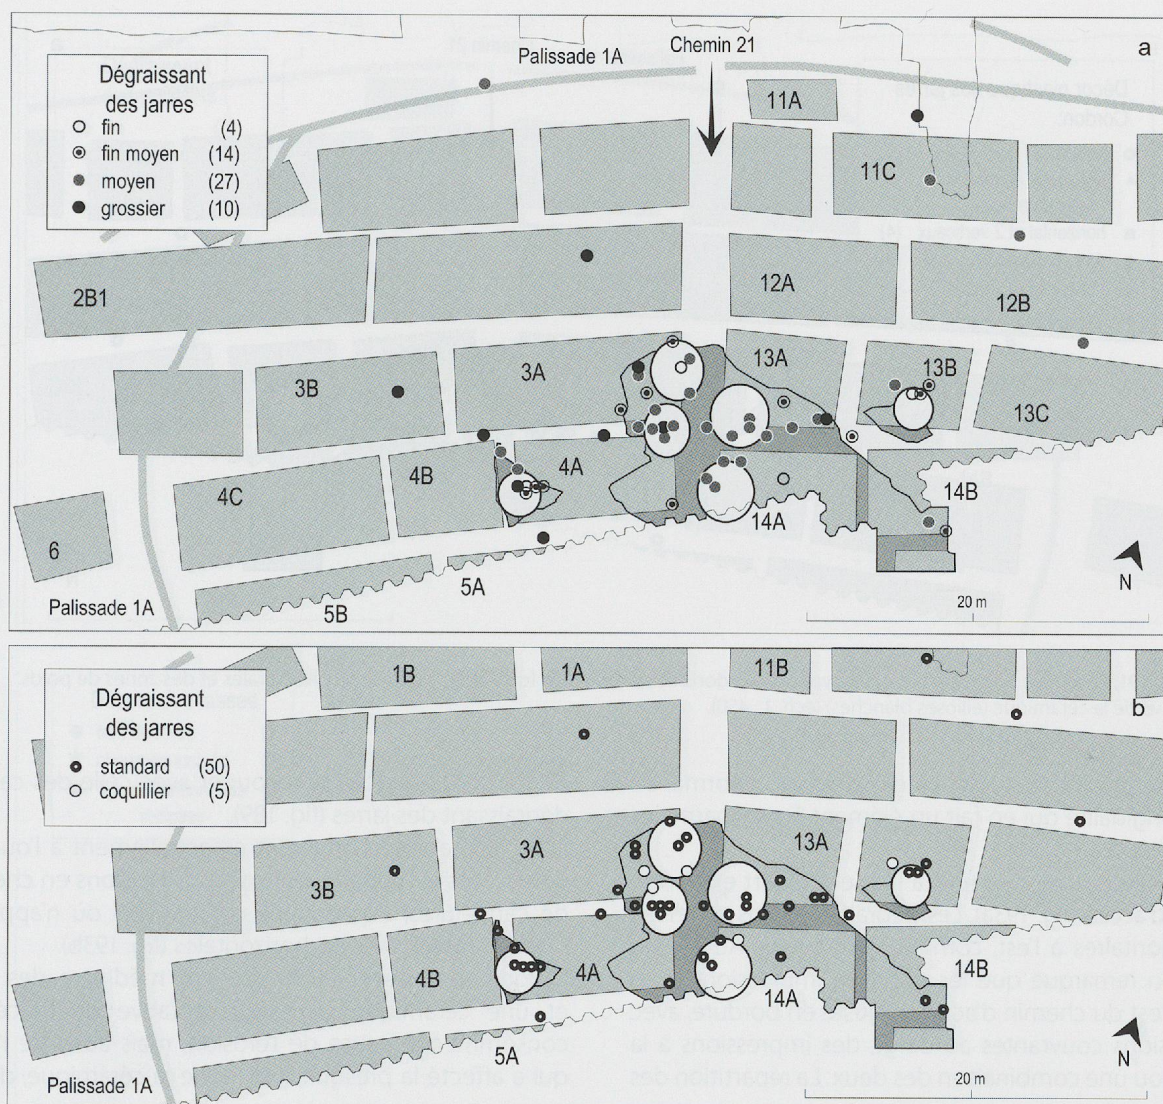 a
Palissade 1A
Chemin 21
Dégraissant
des jarres
fin (4)
fin moyen (14)
moyen (27)
grossier (10)
11A
11C
2B1
12A
12B
3B
3A
13A
13B
13C
4C
4B
4A
14A
14B
6
5A
5B
Palissade 1A
N
20 m
b
Dégraissant
des jarres
standard (50)
coquillier (5)
1B
1A
11B
3A
13A
3B
4B
4A
14A
14B
5A
Palissade 1A
N
20 m